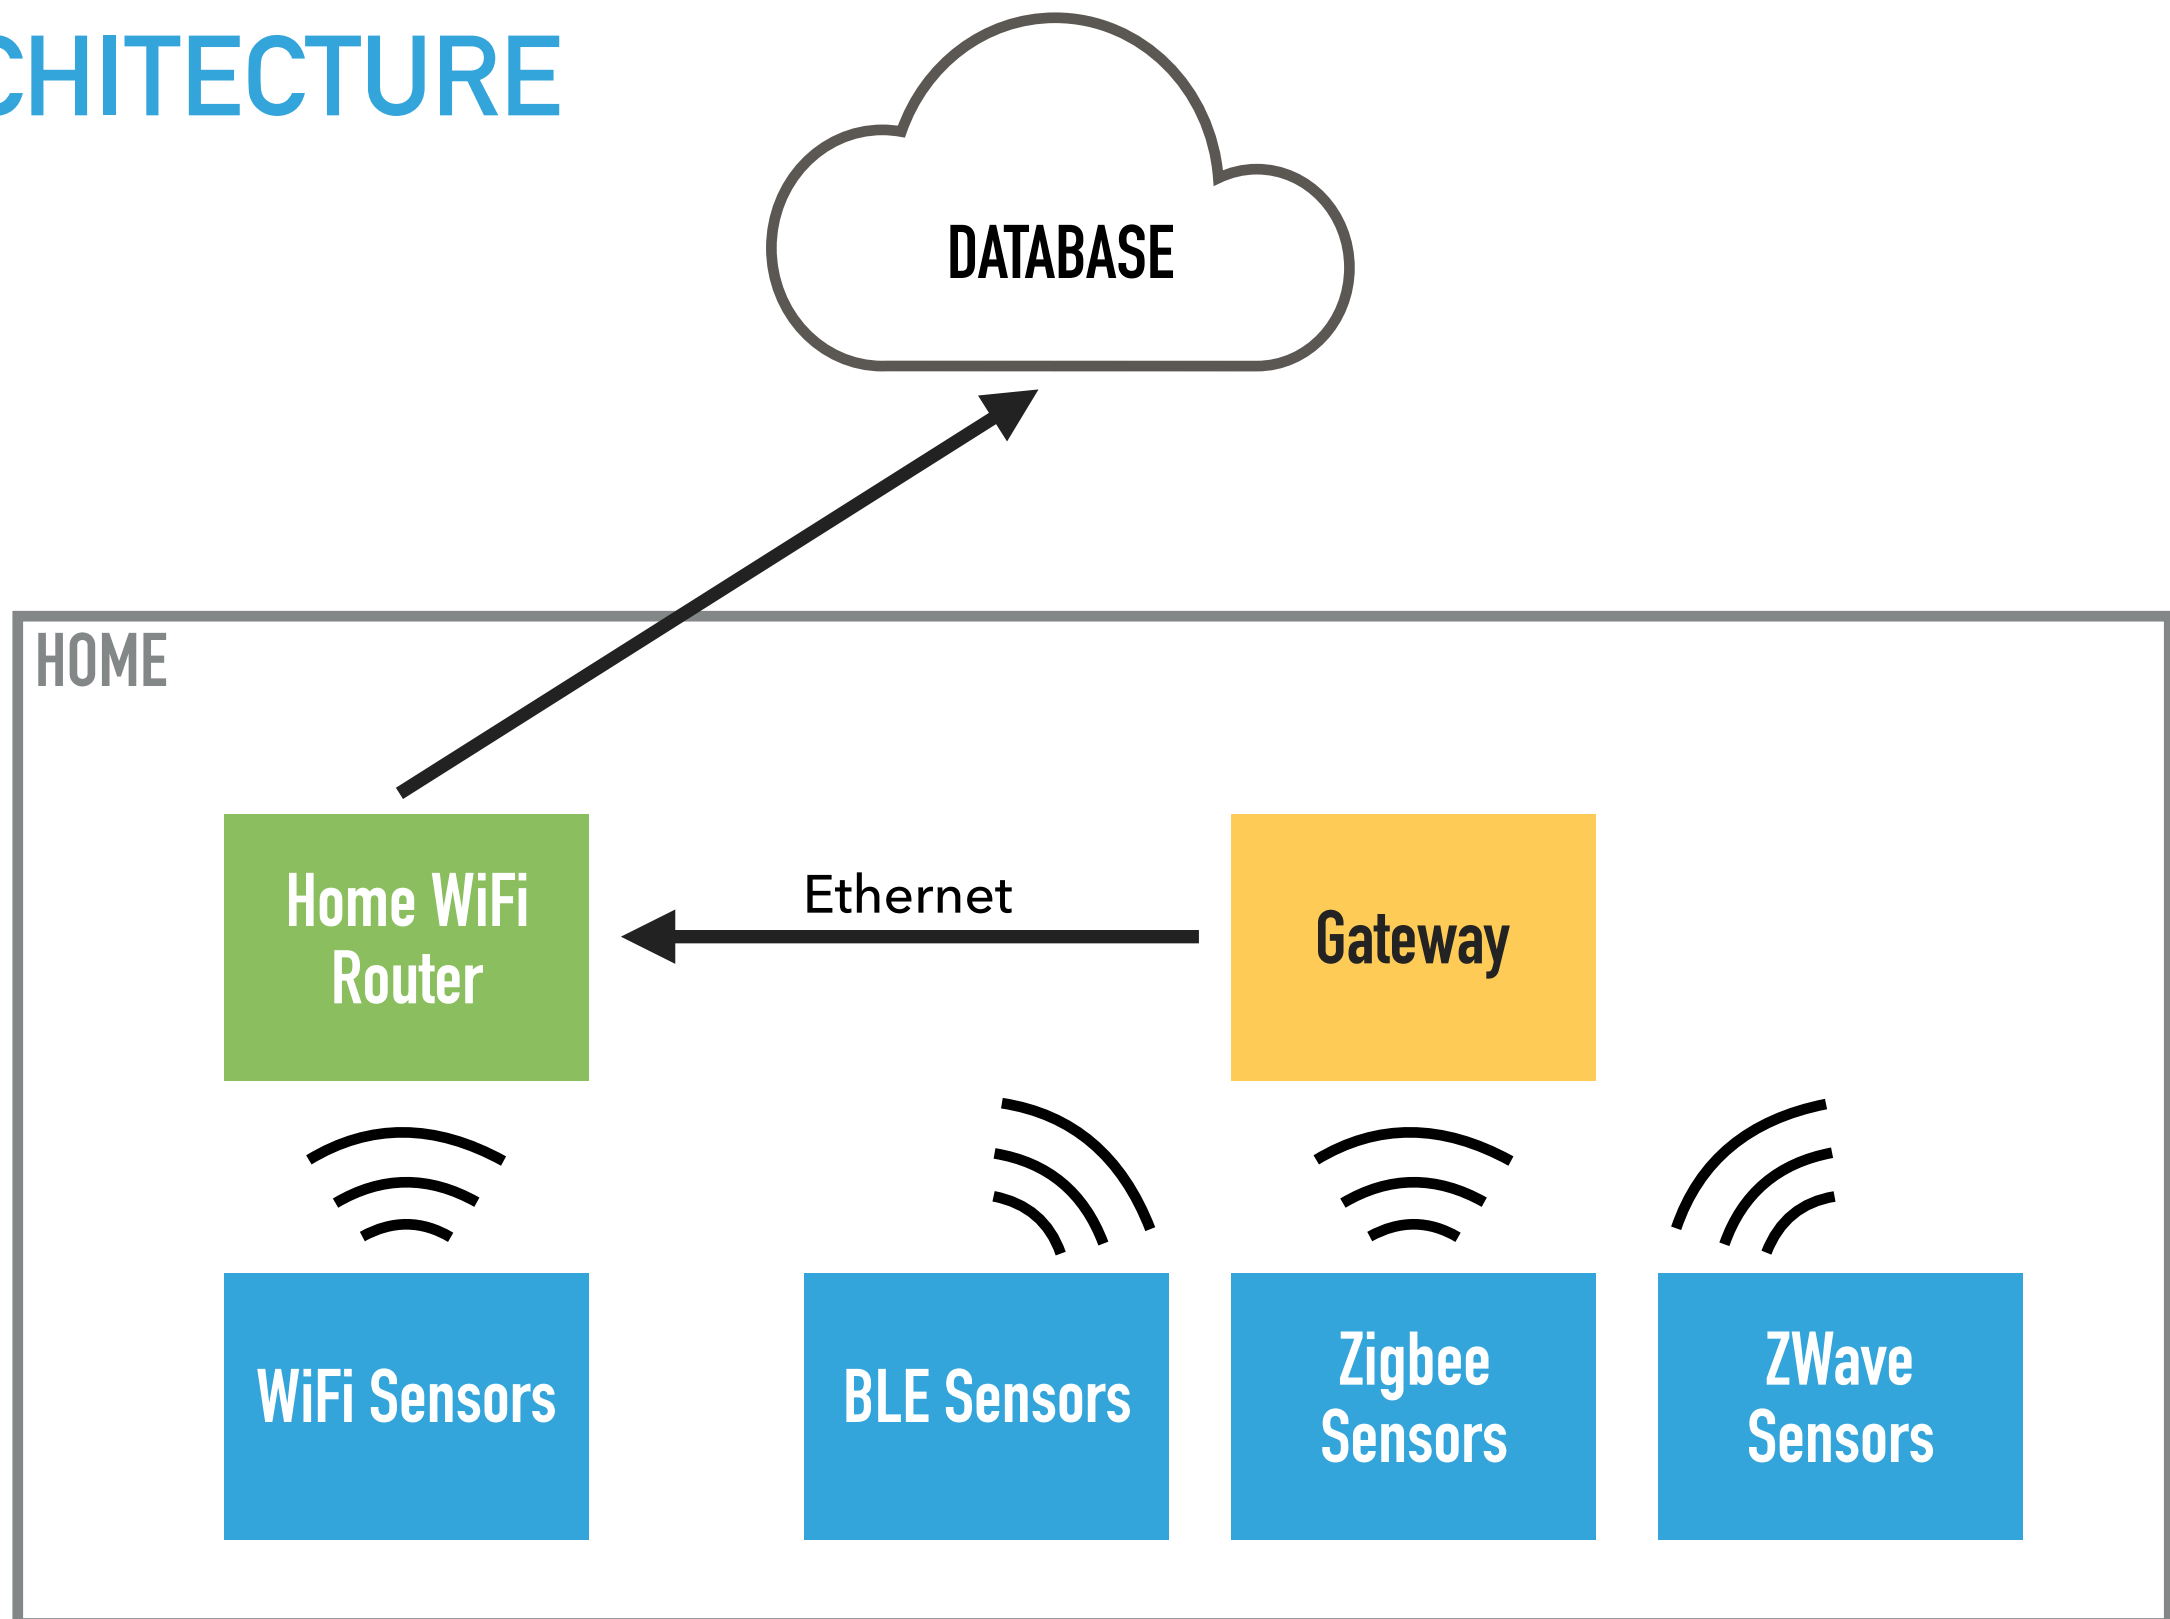 CHITECTURE
DATABASE
HOME
Home WiFi
Router
Ethernet
Gateway
WiFi Sensors
BLE Sensors
Zigbee
Sensors
ZWave
Sensors